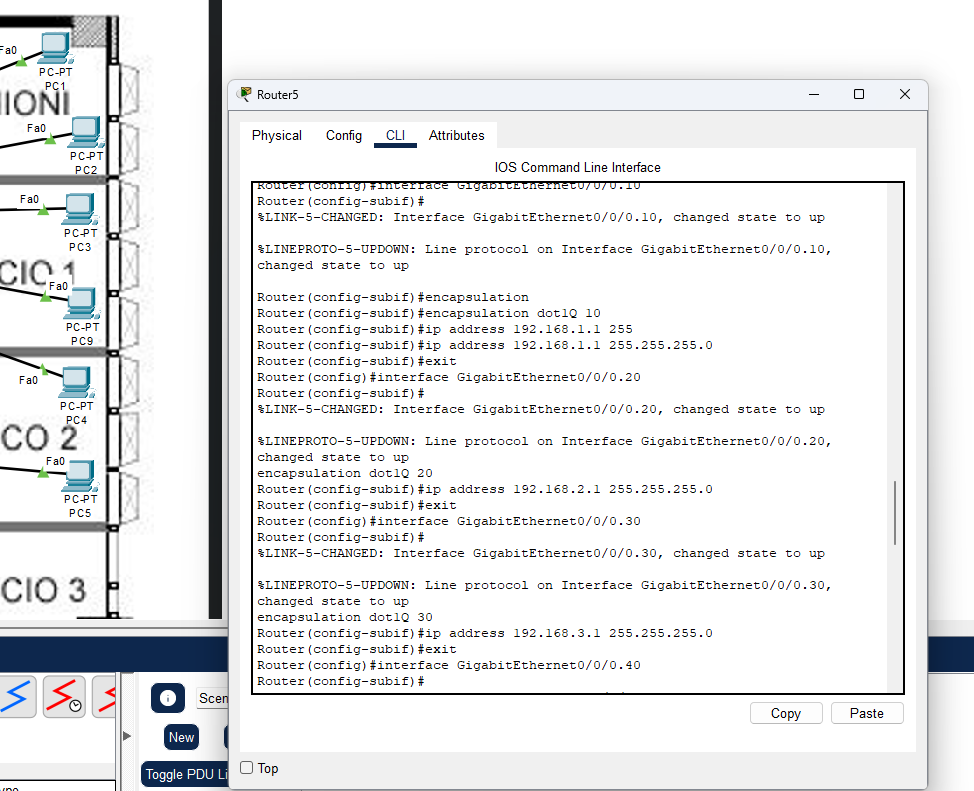 Fa0
PC-PT
PC1
IONI
Fa0
PC-PT
PC2
Fa0
PC-PT
PC3
CIO 1
Fa0
PC-PT
PC9
Fa0
PC-PT
PC4
CO 2
Fa0
PC-PT
PC5
CIO 3
Router5
Physical Config CLI Attributes
IOS Command Line Interface
Router(config)#interface GigabitEthernet0/0/0.10
Router(config-subif)#
%LINK-5-CHANGED: Interface GigabitEthernet0/0/0.10, changed state to up
%LINEPROTO-5-UPDOWN: Line protocol on Interface GigabitEthernet0/0/0.10,
changed state to up
Router(config-subif)#encapsulation
Router(config-subif)#encapsulation dot1Q 10
Router(config-subif)#ip address 192.168.1.1 255
Router(config-subif)#ip address 192.168.1.1 255.255.255.0
Router(config-subif)#exit
Router(config)#interface GigabitEthernet0/0/0.20
Router(config-subif)#
%LINK-5-CHANGED: Interface GigabitEthernet0/0/0.20, changed state to up
%LINEPROTO-5-UPDOWN: Line protocol on Interface GigabitEthernet0/0/0.20,
changed state to up
encapsulation dot1Q 20
Router(config-subif)#ip address 192.168.2.1 255.255.255.0
Router(config-subif)#exit
Router(config)#interface GigabitEthernet0/0/0.30
Router(config-subif)#
%LINK-5-CHANGED: Interface GigabitEthernet0/0/0.30, changed state to up
%LINEPROTO-5-UPDOWN: Line protocol on Interface GigabitEthernet0/0/0.30,
changed state to up
encapsulation dot1Q 30
Router(config-subif)#ip address 192.168.3.1 255.255.255.0
Router(config-subif)#exit
Router(config)#interface GigabitEthernet0/0/0.40
Router(config-subif)#
Copy Paste
Top
Scen
New
Toggle PDU Li